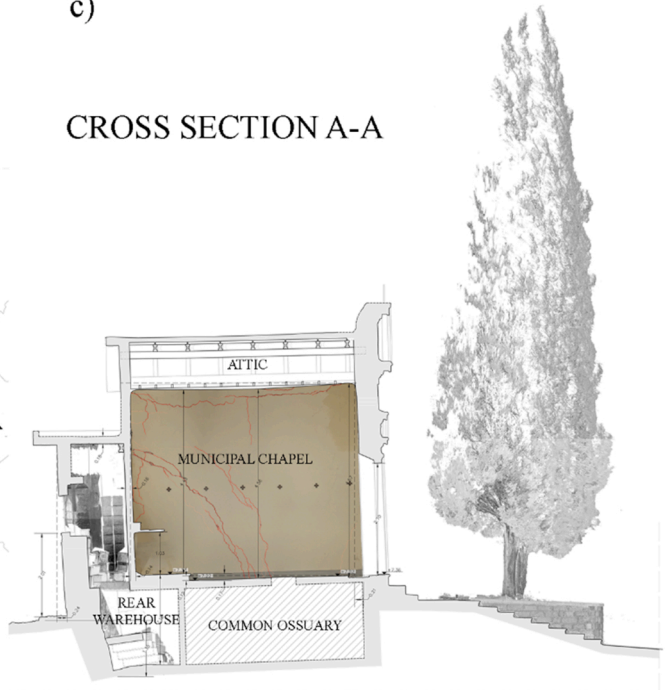 c)
CROSS SECTION A-A
ATTIC
MUNICIPAL CHAPEL
REAR
WAREHOUSE
COMMON OSSUARY